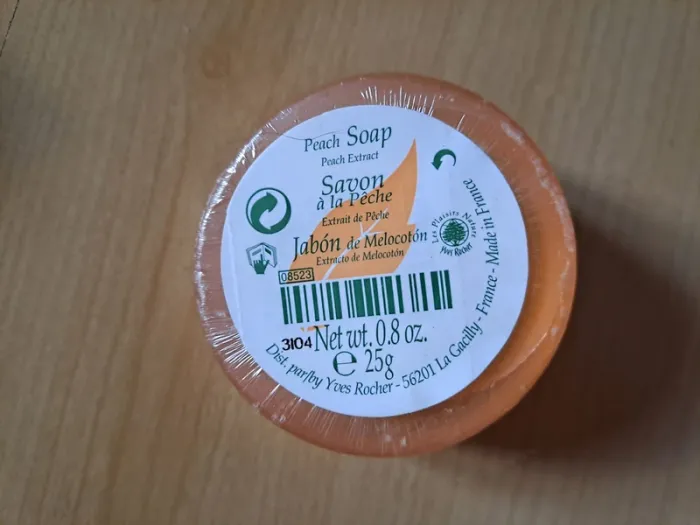 Peach Soap
Peach Extract
Savon
à la Pêche
Extrait de Pêche
Jabón de Melocotón
Extracto de Melocotón
Les Plaisirs Nature
Yves Rocher
08523
3104
Net wt. 0.8 oz.
e 25g
Dist. par/by Yves Rocher - 56201 La Gacilly - France - Made in France